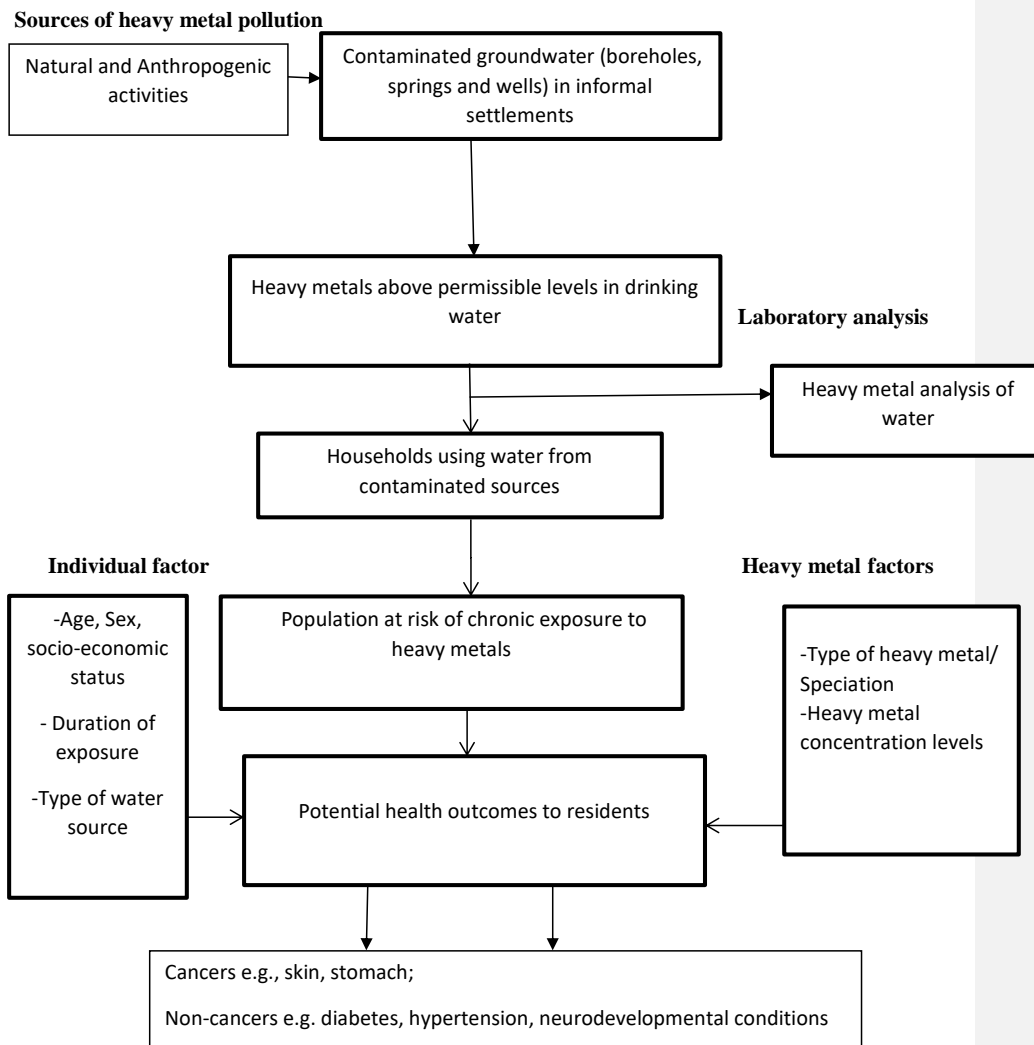 Sources of heavy metal pollution
Natural and Anthropogenic
activities
Contaminated groundwater (boreholes,
springs and wells) in informal
settlements
Heavy metals above permissible levels in drinking
water
Laboratory analysis
Heavy metal analysis of
water
Households using water from
contaminated sources
Individual factor
-Age, Sex,
socio-economic
status
- Duration of
exposure
-Type of water
source
Population at risk of chronic exposure to
heavy metals
Heavy metal factors
-Type of heavy metal/
Speciation
-Heavy metal
concentration levels
Potential health outcomes to residents
Cancers e.g., skin, stomach;
Non-cancers e.g. diabetes, hypertension, neurodevelopmental conditions